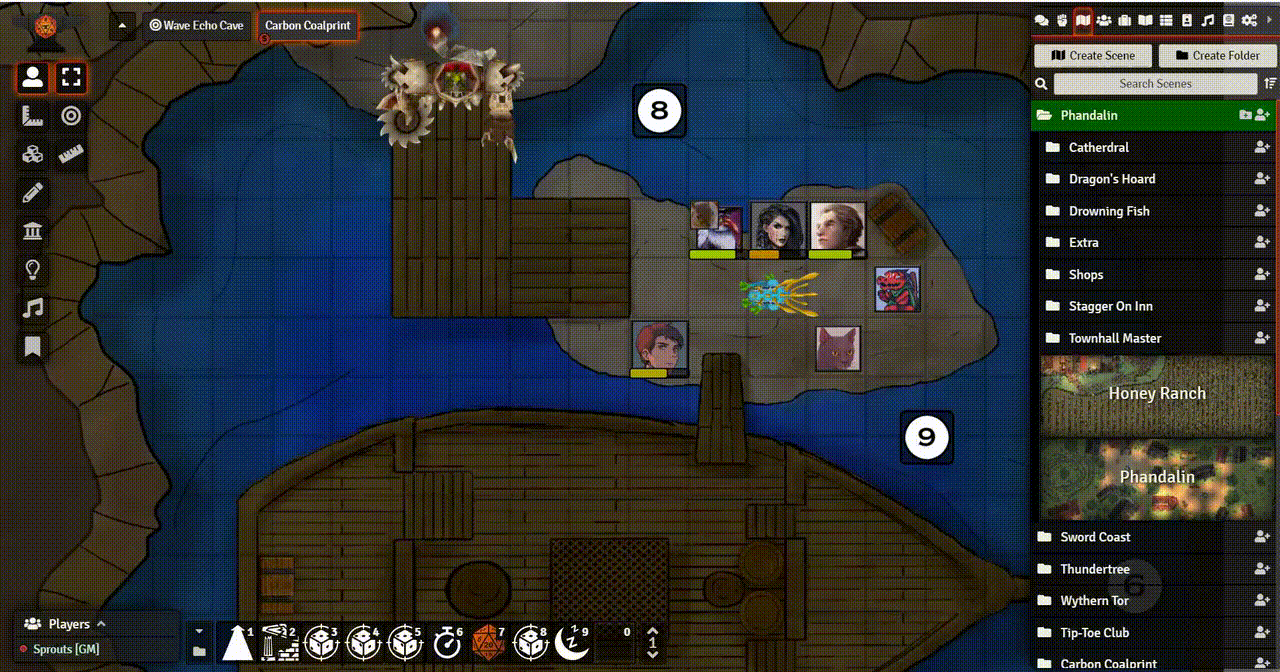 Wave Echo Cave
Carbon Coalprint
S
Create Scene
Create Folder
Search Scenes
Phandalin
Catherdral
Dragon's Hoard
Drowning Fish
Extra
Shops
Stagger On Inn
Townhall Master
Honey Ranch
Phandalin
Sword Coast
Thundertree
Wythern Tor
Tip-Toe Club
Carbon Coalprint
8
9
6
Players
Sprouts [GM]
1
2
3
4
5
6
7
8
9
0
1